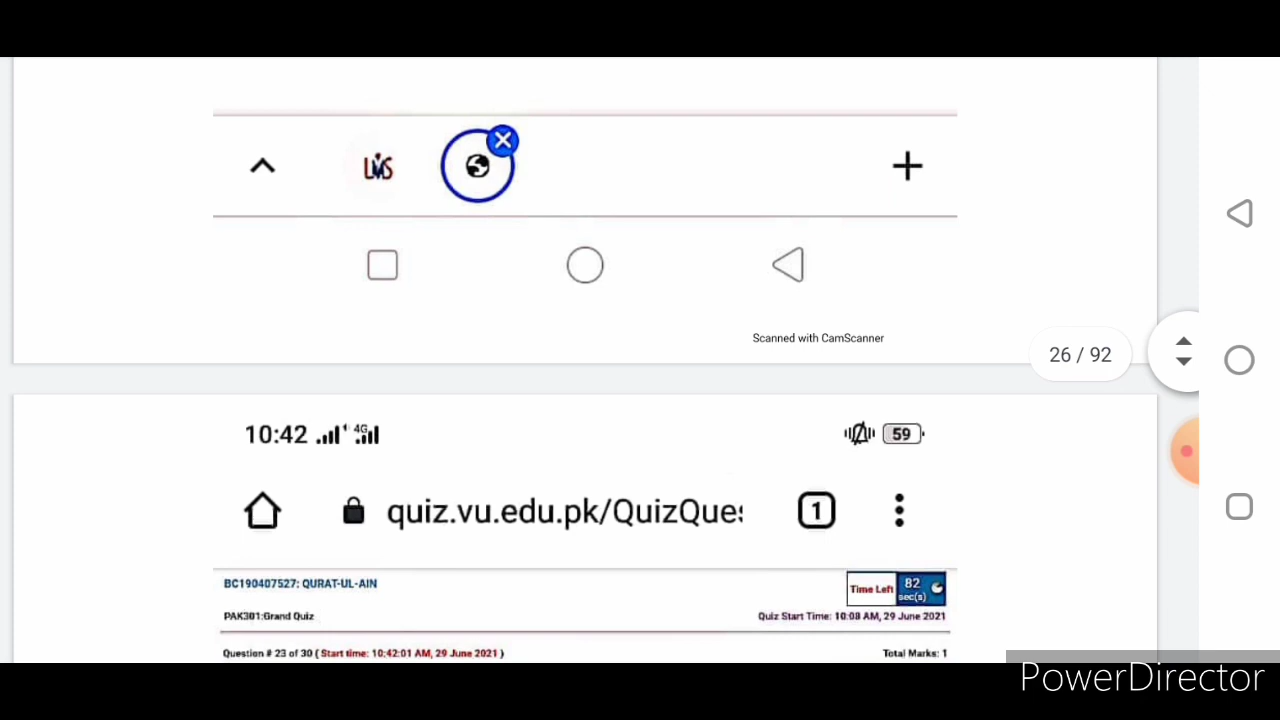 LMS
Scanned with CamScanner
26 / 92
10:42 4G 59
quiz.vu.edu.pk/QuizQues 1
BC190407527: QURAT-UL-AIN
Time Left 82 sec(s)
PAK301:Grand Quiz
Quiz Start Time: 10:08 AM, 29 June 2021
Question # 23 of 30 ( Start time: 10:42:01 AM, 29 June 2021 )
Total Marks: 1
PowerDirector